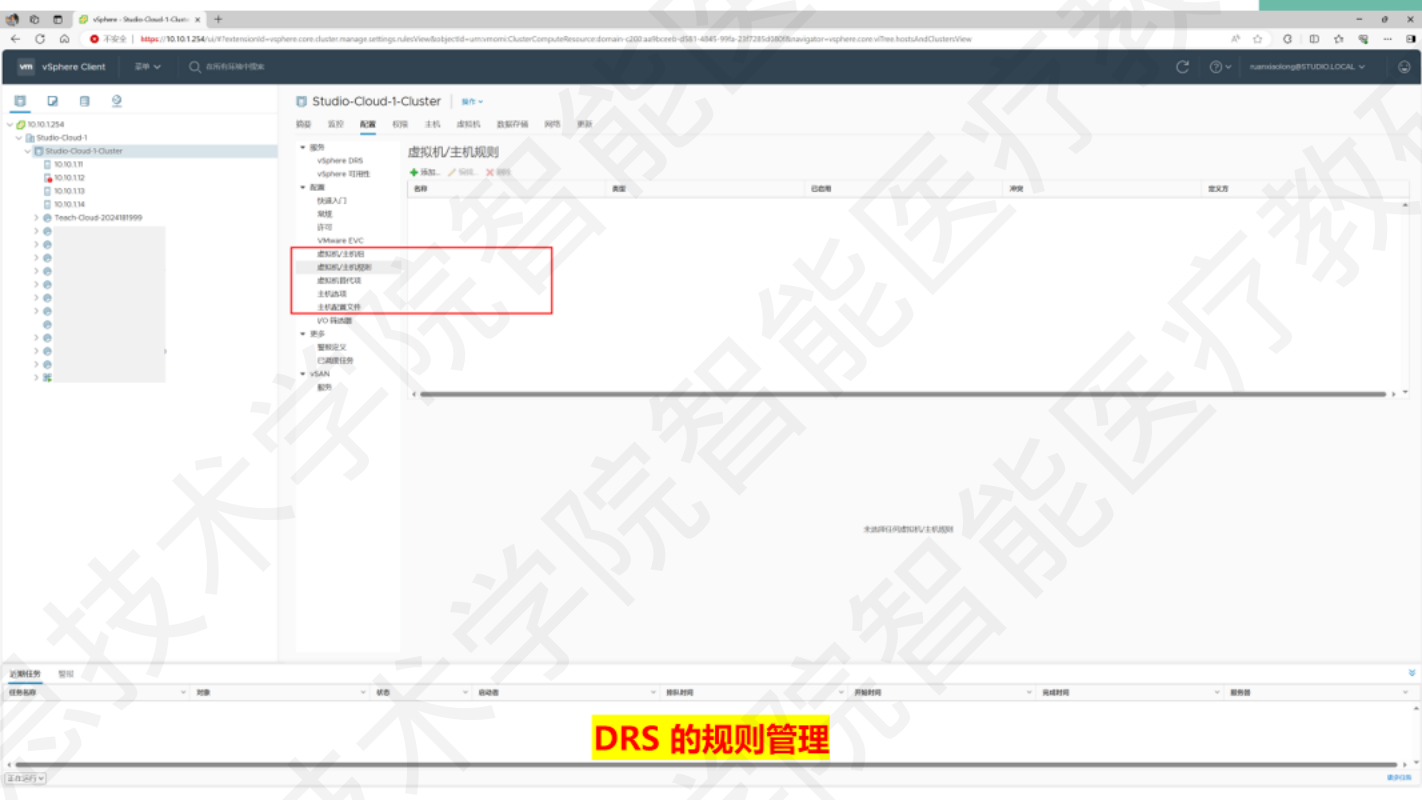 vSphere - Studio-Cloud-1-Cluste
不安全 https://10.10.1.254/ui/#?extensionId=vsphere.core.cluster.manage.settings.rulesView&objectId=urn:vmomi:ClusterComputeResource:domain-c200:
vm vSphere Client 菜单 在所有环境中搜索 ruanxiaolong@STUDIO.LOCAL
Studio-Cloud-1-Cluster 操作
摘要 监控 配置 权限 主机 虚拟机 数据存储 网络 更新
10.10.1.254
Studio-Cloud-1
Studio-Cloud-1-Cluster
10.10.1.11
10.10.1.12
10.10.1.13
10.10.1.14
Teach-Cloud-2024181999
服务
vSphere DRS
vSphere 可用性
配置
快速入门
常规
许可
VMware EVC
虚拟机/主机组
虚拟机/主机规则
虚拟机替代项
主机选项
主机配置文件
I/O 筛选器
更多
警报定义
已调度任务
vSAN
服务
虚拟机/主机规则
添加... 编辑... 删除
名称 类型 已启用 冲突 定义方
未选择任何虚拟机/主机规则
近期任务 警报
任务名称 对象 状态 启动者 排队时间 开始时间 完成时间 服务器
DRS 的规则管理
正在运行 更多任务